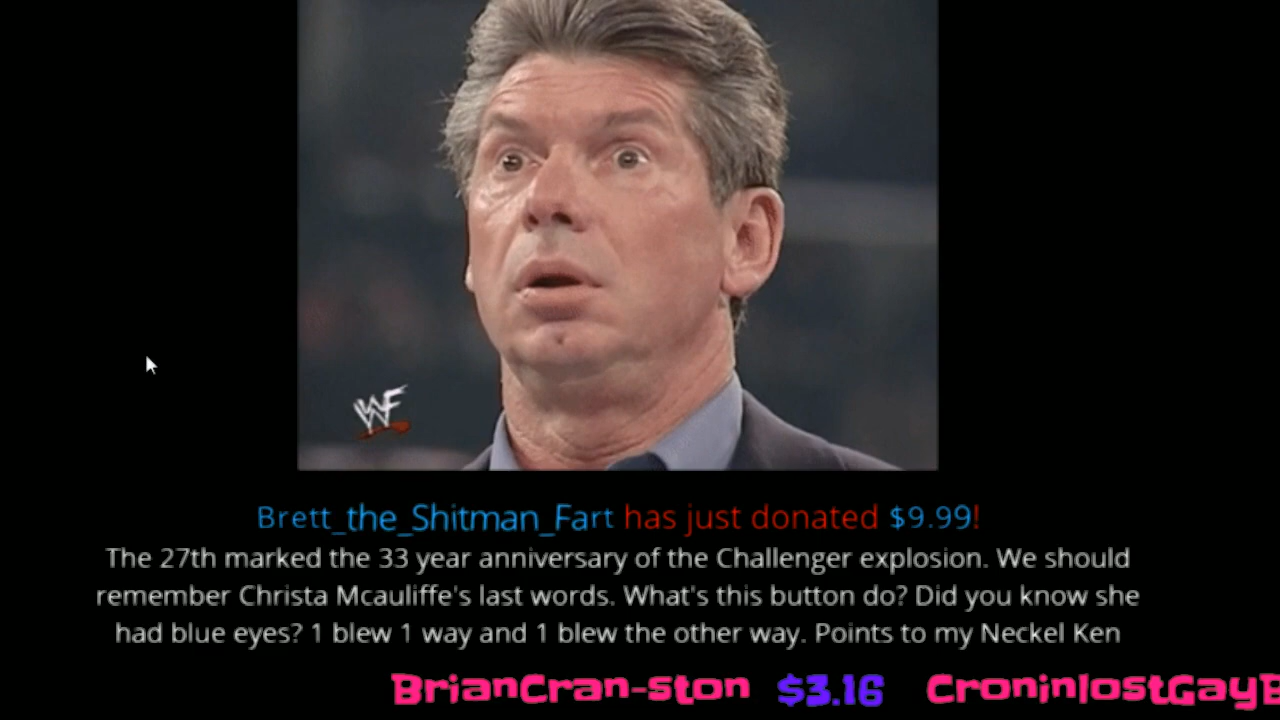 WF
Brett_the_Shitman_Fart has just donated $9.99!
The 27th marked the 33 year anniversary of the Challenger explosion. We should
remember Christa Mcauliffe's last words. What's this button do? Did you know she
had blue eyes? 1 blew 1 way and 1 blew the other way. Points to my Neckel Ken
BrianCran-ston $3.16 CroninlostGayB